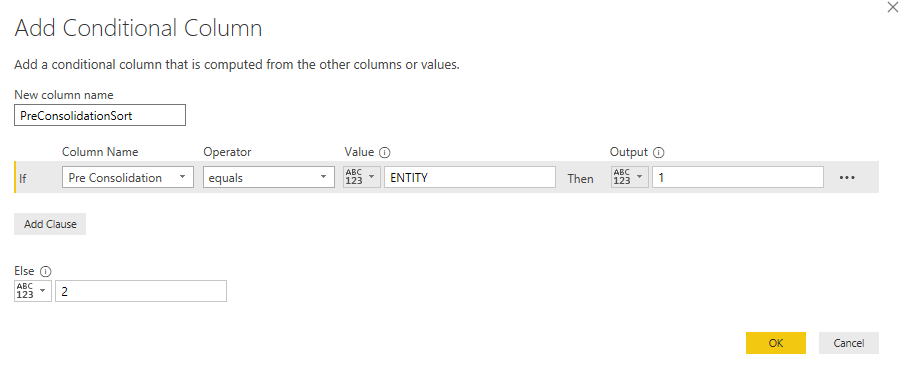 Add Conditional Column
Add a conditional column that is computed from the other columns or values.
New column name
PreConsolidationSort
Column Name Operator Value Output
If Pre Consolidation equals ABC 123 ENTITY Then ABC 123 1 ...
Add Clause
Else
ABC 123 2
OK Cancel